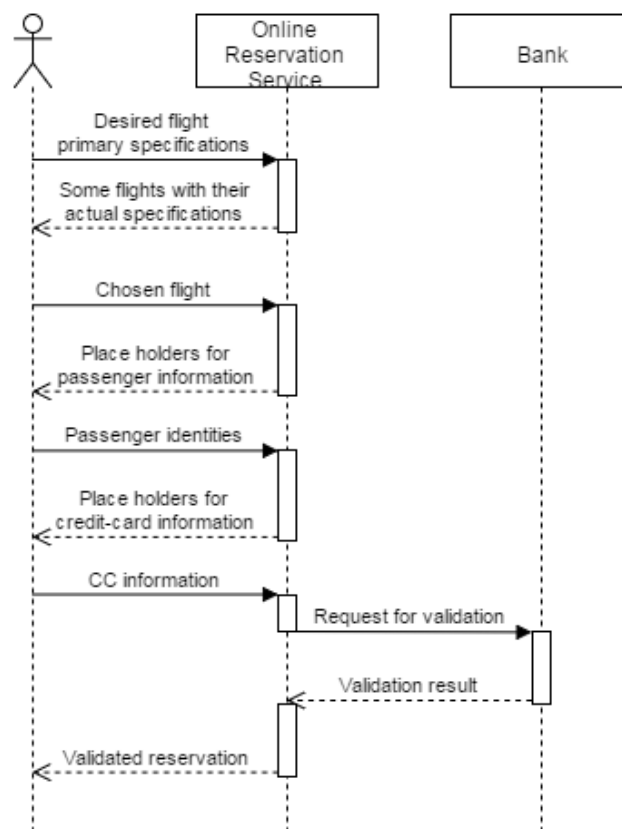 Online
Reservation
Service
Bank
Desired flight
primary specifications
Some flights with their
actual specifications
Chosen flight
Place holders for
passenger information
Passenger identities
Place holders for
credit-card information
CC information
Request for validation
Validation result
Validated reservation